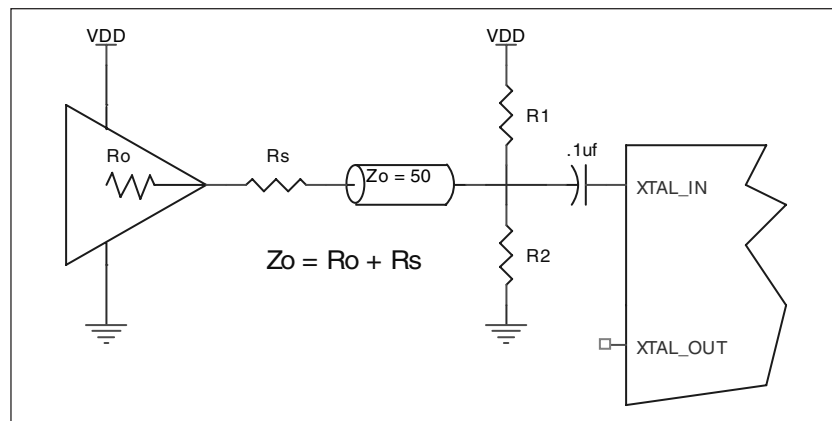 VDD
VDD
R1
Ro
Rs
Zo = 50
.1uf
XTAL_IN
R2
Zo = Ro + Rs
XTAL_OUT